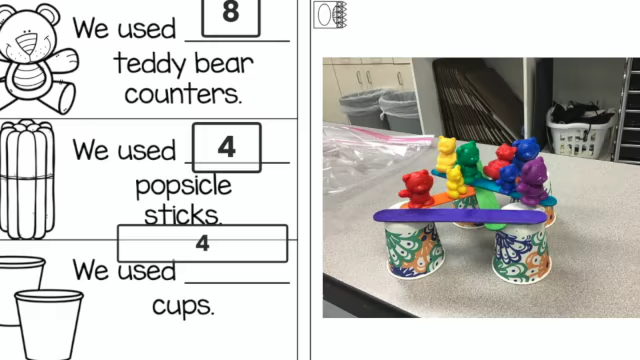 We used 8
teddy bear
counters.
We used 4
popsicle
sticks.
4
We used
cups.